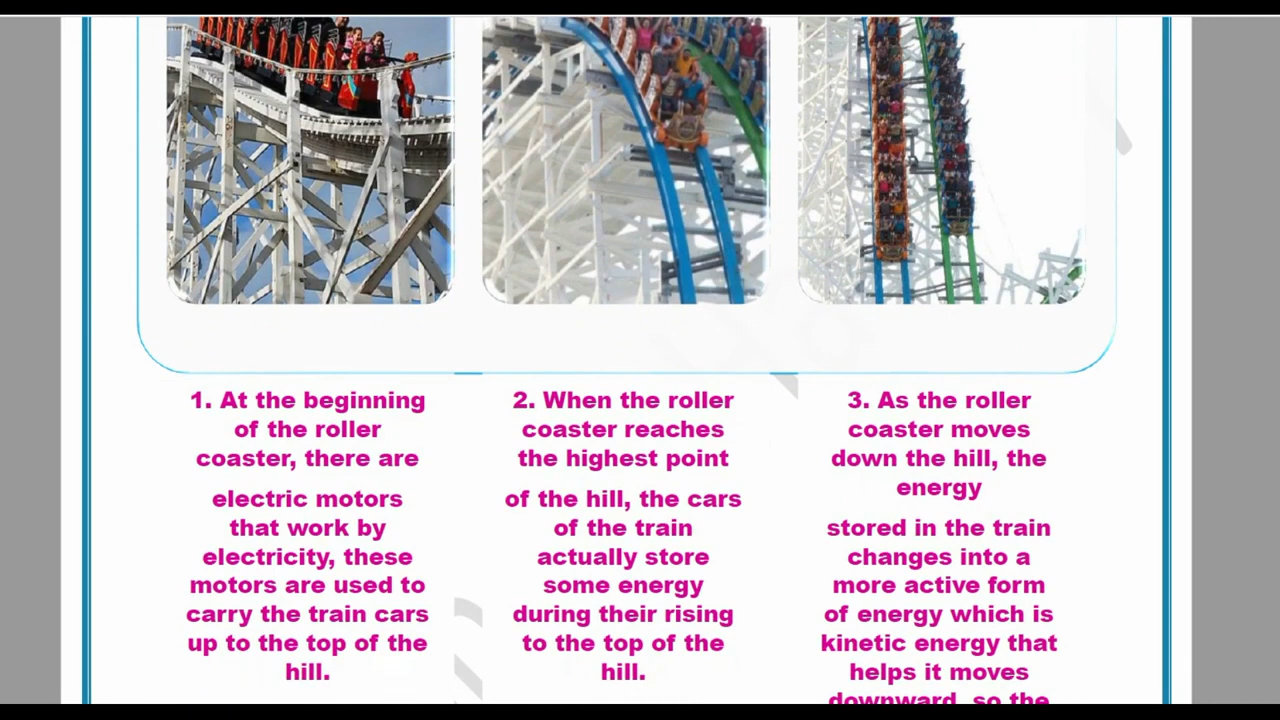 1. At the beginning
of the roller
coaster, there are
electric motors
that work by
electricity, these
motors are used to
carry the train cars
up to the top of the
hill.
2. When the roller
coaster reaches
the highest point
of the hill, the cars
of the train
actually store
some energy
during their rising
to the top of the
hill.
3. As the roller
coaster moves
down the hill, the
energy
stored in the train
changes into a
more active form
of energy which is
kinetic energy that
helps it moves
downward, so the